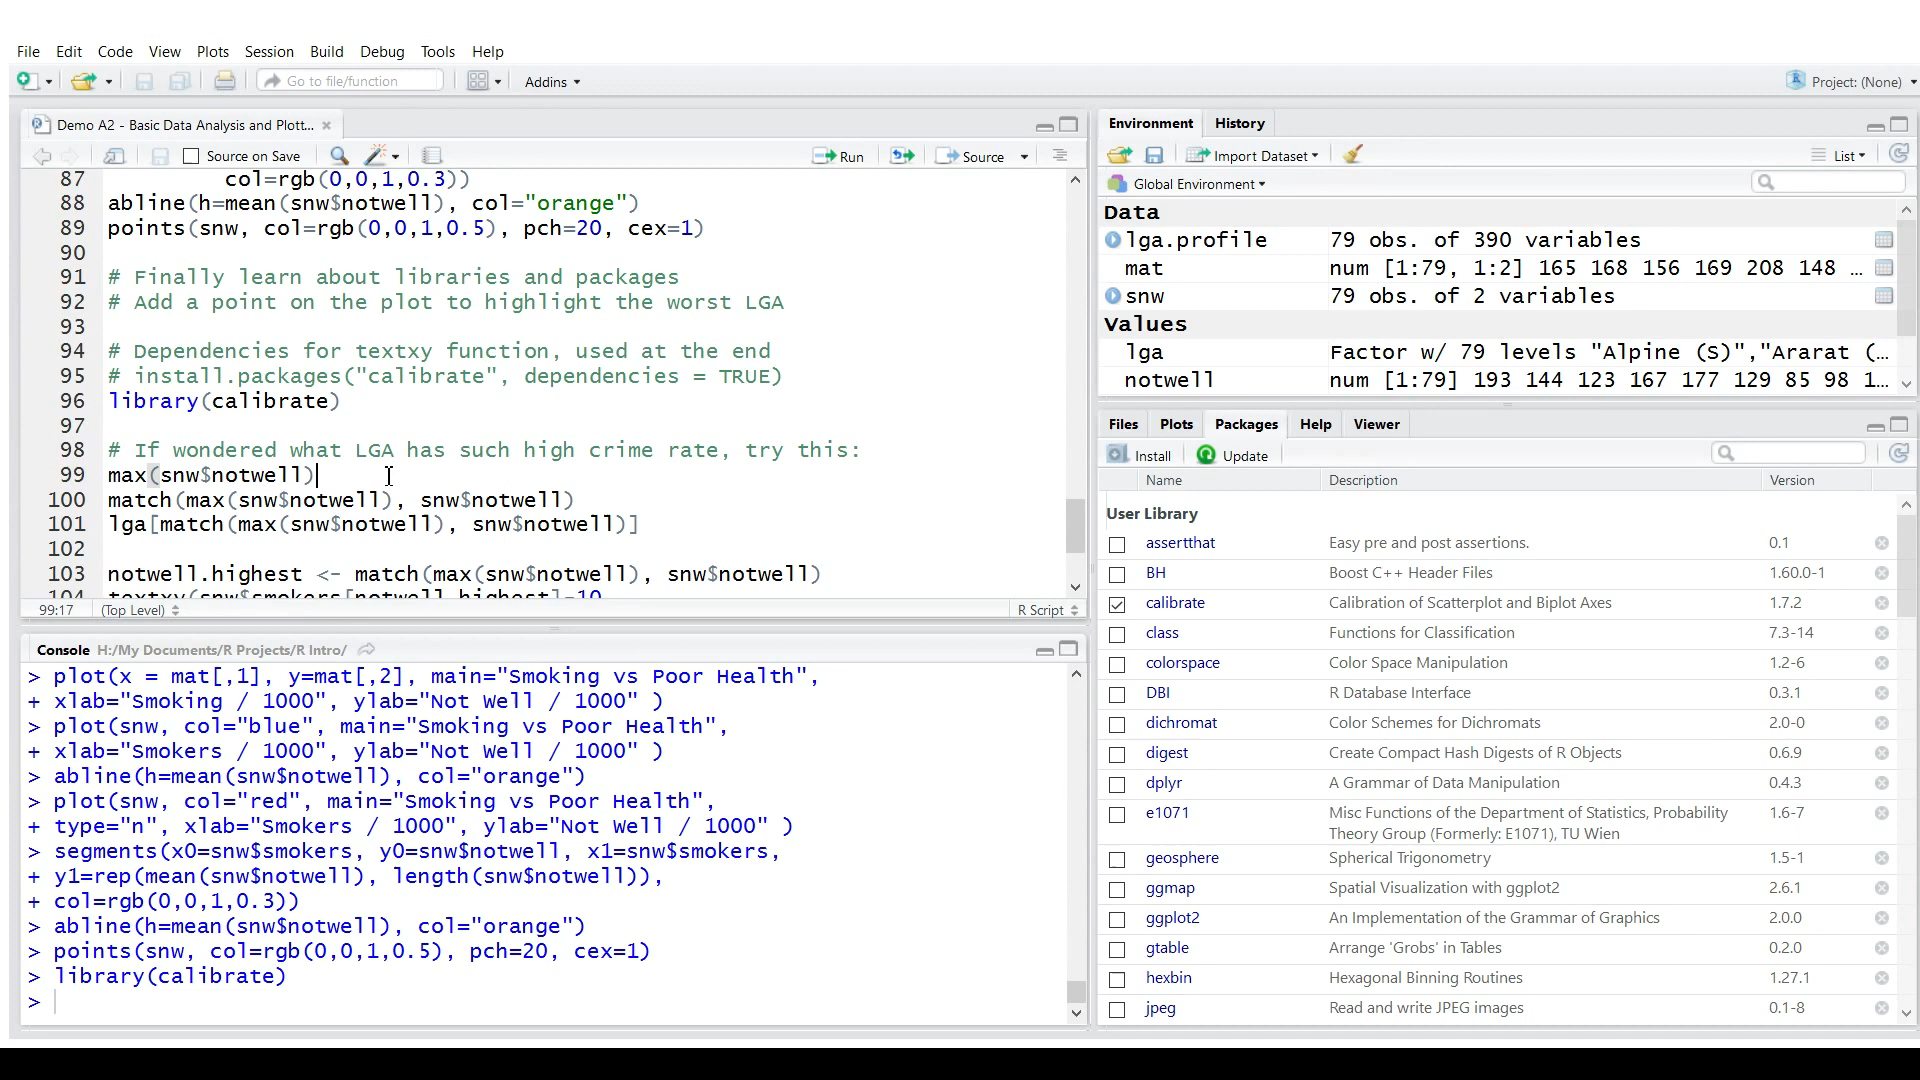 File Edit Code View Plots Session Build Debug Tools Help
Go to file/function Addins Project: (None)
Demo A2 - Basic Data Analysis and Plott...
Source on Save Run Source
87 col=rgb(0,0,1,0.3))
88 abline(h=mean(snw$notwell), col="orange")
89 points(snw, col=rgb(0,0,1,0.5), pch=20, cex=1)
90
91 # Finally learn about libraries and packages
92 # Add a point on the plot to highlight the worst LGA
93
94 # Dependencies for textxy function, used at the end
95 # install.packages("calibrate", dependencies = TRUE)
96 library(calibrate)
97
98 # If wondered what LGA has such high crime rate, try this:
99 max(snw$notwell)
100 match(max(snw$notwell), snw$notwell)
101 lga[match(max(snw$notwell), snw$notwell)]
102
103 notwell.highest <- match(max(snw$notwell), snw$notwell)
104 textxy(snw$smokers[notwell.highest]-10,
99:17 (Top Level) R Script
Console H:/My Documents/R Projects/R Intro/
> plot(x = mat[,1], y=mat[,2], main="Smoking vs Poor Health",
+ xlab="Smoking / 1000", ylab="Not Well / 1000" )
> plot(snw, col="blue", main="Smoking vs Poor Health",
+ xlab="Smokers / 1000", ylab="Not Well / 1000" )
> abline(h=mean(snw$notwell), col="orange")
> plot(snw, col="red", main="Smoking vs Poor Health",
+ type="n", xlab="Smokers / 1000", ylab="Not Well / 1000" )
> segments(x0=snw$smokers, y0=snw$notwell, x1=snw$smokers,
+ y1=rep(mean(snw$notwell), length(snw$notwell)),
+ col=rgb(0,0,1,0.3))
> abline(h=mean(snw$notwell), col="orange")
> points(snw, col=rgb(0,0,1,0.5), pch=20, cex=1)
> library(calibrate)
>
Environment History
Import Dataset List
Global Environment
Data
lga.profile 79 obs. of 390 variables
mat num [1:79, 1:2] 165 168 156 169 208 148 ...
snw 79 obs. of 2 variables
Values
lga Factor w/ 79 levels "Alpine (S)","Ararat (...
notwell num [1:79] 193 144 123 167 177 129 85 98 1...
Files Plots Packages Help Viewer
Install Update
Name Description Version
User Library
assertthat Easy pre and post assertions. 0.1
BH Boost C++ Header Files 1.60.0-1
calibrate Calibration of Scatterplot and Biplot Axes 1.7.2
class Functions for Classification 7.3-14
colorspace Color Space Manipulation 1.2-6
DBI R Database Interface 0.3.1
dichromat Color Schemes for Dichromats 2.0-0
digest Create Compact Hash Digests of R Objects 0.6.9
dplyr A Grammar of Data Manipulation 0.4.3
e1071 Misc Functions of the Department of Statistics, Probability 1.6-7
Theory Group (Formerly: E1071), TU Wien
geosphere Spherical Trigonometry 1.5-1
ggmap Spatial Visualization with ggplot2 2.6.1
ggplot2 An Implementation of the Grammar of Graphics 2.0.0
gtable Arrange 'Grobs' in Tables 0.2.0
hexbin Hexagonal Binning Routines 1.27.1
jpeg Read and write JPEG images 0.1-8